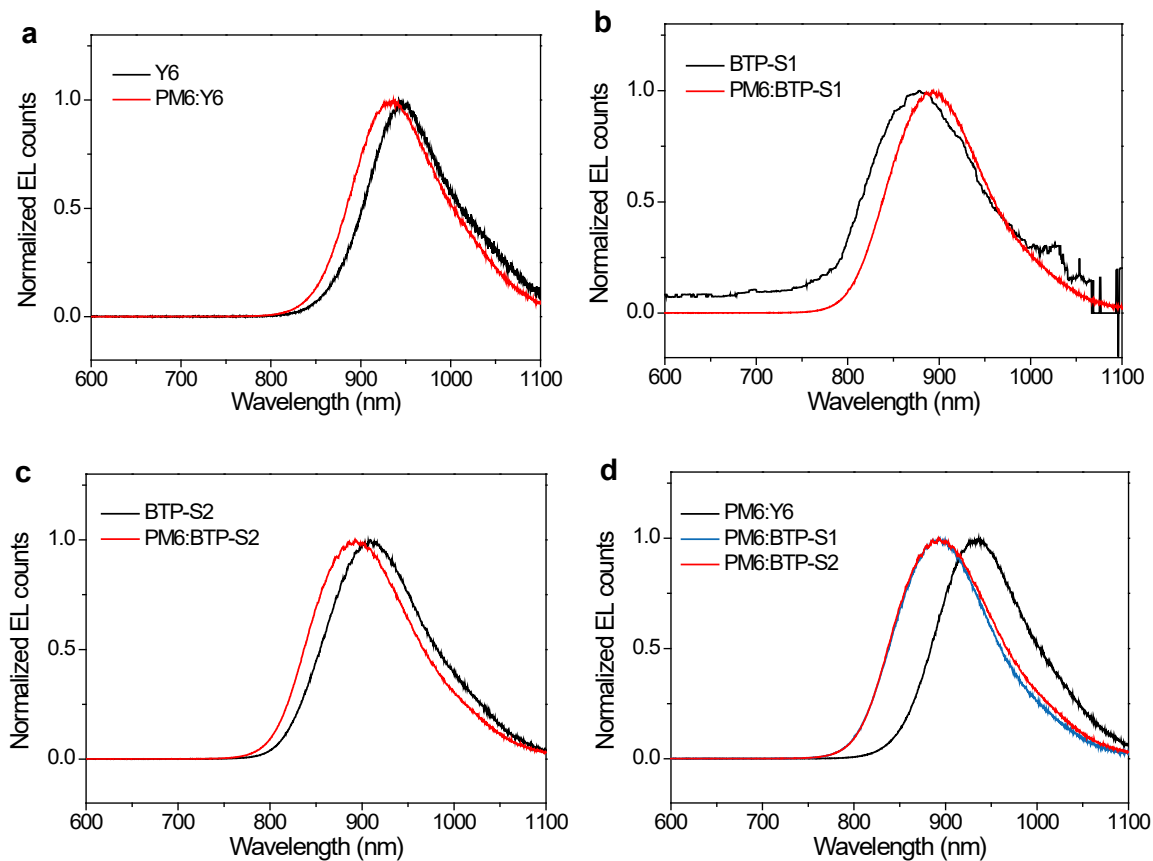 a
Y6
PM6:Y6
Normalized EL counts
1.0
0.5
0.0
600 700 800 900 1000 1100
Wavelength (nm)
b
BTP-S1
PM6:BTP-S1
Normalized EL counts
1.0
0.5
0.0
600 700 800 900 1000 1100
Wavelength (nm)
c
BTP-S2
PM6:BTP-S2
Normalized EL counts
1.0
0.5
0.0
600 700 800 900 1000 1100
Wavelength (nm)
d
PM6:Y6
PM6:BTP-S1
PM6:BTP-S2
Normalized EL counts
1.0
0.5
0.0
600 700 800 900 1000 1100
Wavelength (nm)